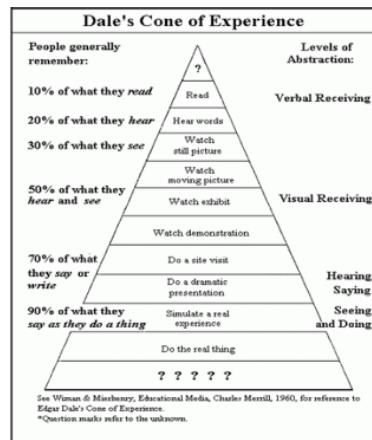 Dale's Cone of Experience
People generally
remember:
Levels of
Abstraction:
?
10% of what they read
Read
Verbal Receiving
20% of what they hear
Hear words
30% of what they see
Watch
still picture
Watch
moving picture
50% of what they
hear and see
Watch exhibit
Visual Receiving
Watch demonstration
70% of what
they say or
write
Do a site visit
Do a dramatic
presentation
Hearing
Saying
90% of what they
say as they do a thing
Simulate a real
experience
Seeing
and Doing
Do the real thing
? ? ? ? ?
See Wiman & Mierhenry, Educational Media, Charles Merrill, 1960, for reference to
Edgar Dale's Cone of Experience.
*Question marks refer to the unknown.